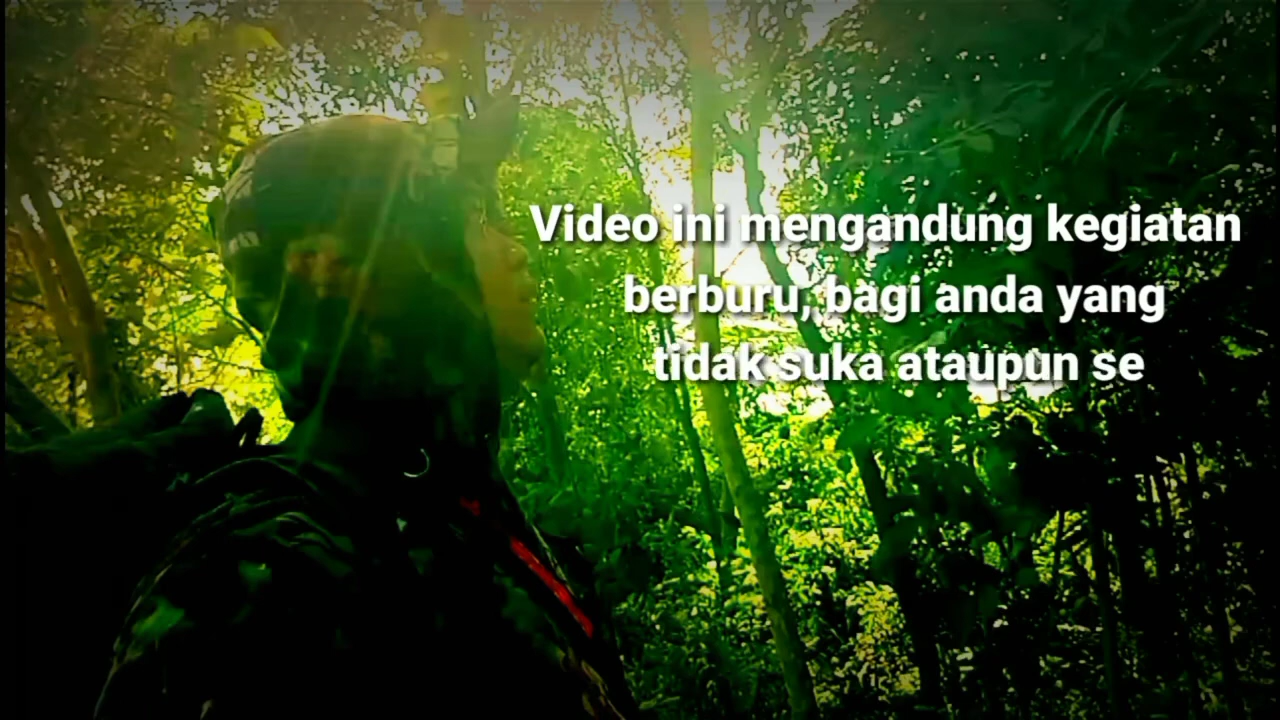 Video ini mengandung kegiatan
berburu, bagi anda yang
tidak suka ataupun se